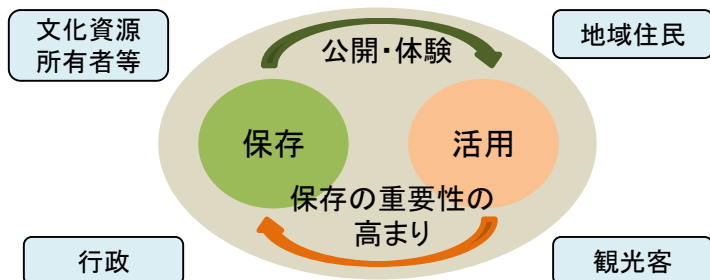 文化資源
所有者等
公開・体験
地域住民
保存
活用
保存の重要性の
高まり
行政
観光客